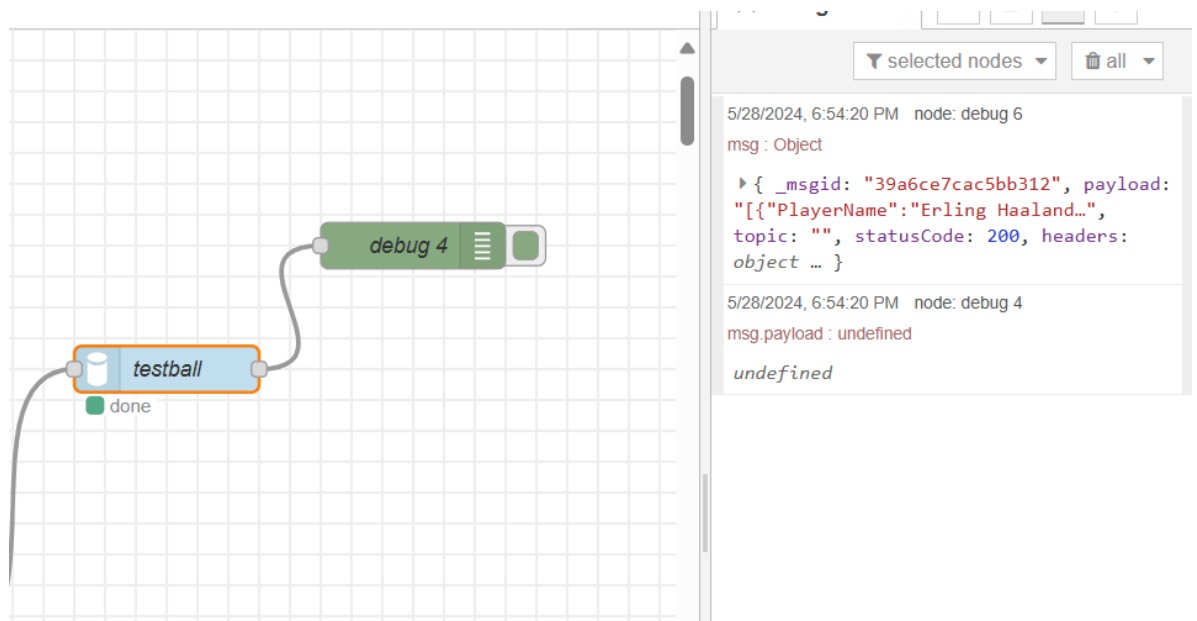 selected nodes
all
5/28/2024, 6:54:20 PM node: debug 6
msg : Object
{ _msgid: "39a6ce7cac5bb312", payload:
"[{"PlayerName":"Erling Haaland…",
topic: "", statusCode: 200, headers:
object … }
5/28/2024, 6:54:20 PM node: debug 4
msg.payload : undefined
undefined
debug 4
testball
done